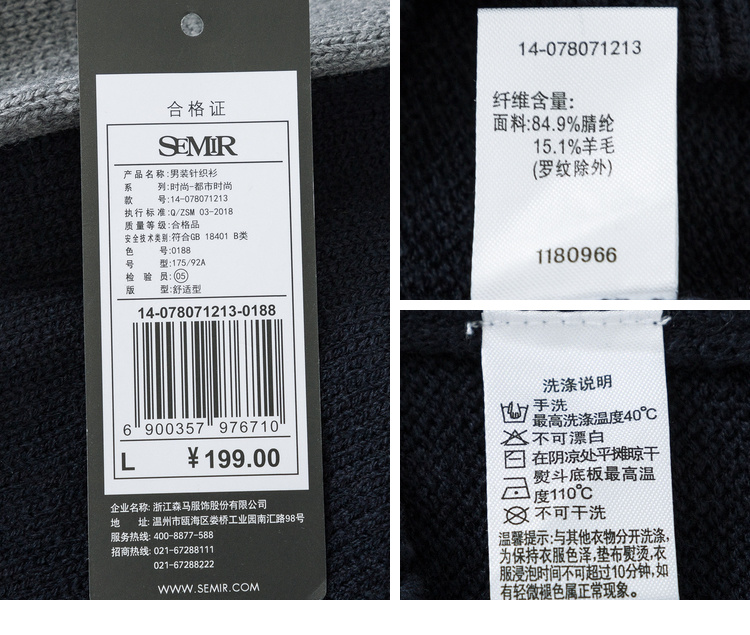 合格证
SEMIR
产品名称:男装针织衫
系 列:时尚-都市时尚
款 号:14-078071213
执行标准:Q/ZSM 03-2018
质量等级:合格品
安全技术类别:符合GB 18401 B类
色 号:0188
号 型:175/92A
检 验 员:05
版 型:舒适型
14-078071213-0188
6 900357 976710
L ¥199.00
企业名称:浙江森马服饰股份有限公司
地 址:温州市瓯海区娄桥工业园南汇路98号
服务热线:400-8877-588
招商热线:021-67288111
021-67288222
WWW.SEMIR.COM
14-078071213
纤维含量:
面料:84.9%腈纶
15.1%羊毛
(罗纹除外)
1180966
洗涤说明
手洗
最高洗涤温度40℃
不可漂白
在阴凉处平摊晾干
熨斗底板最高温
度110℃
不可干洗
温馨提示:与其他衣物分开洗涤,
为保持衣服色泽,垫布熨烫,衣
服浸泡时间不可超过10分钟,如
有轻微褪色属正常现象。